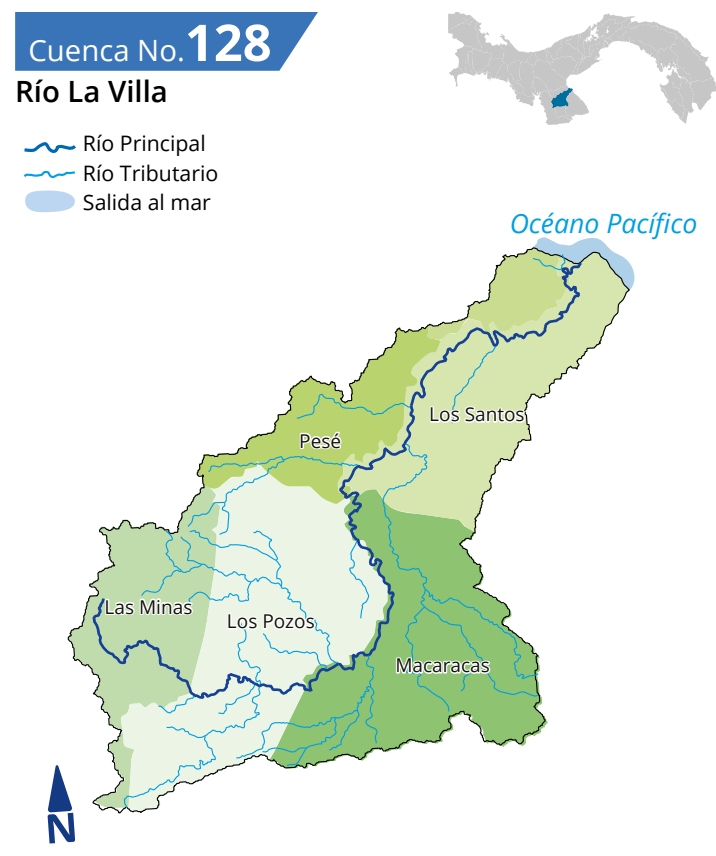 Cuenca No. 128
Río La Villa
Río Principal
Río Tributario
Salida al mar
Océano Pacífico
Los Santos
Pesé
Las Minas
Los Pozos
Macaracas
N